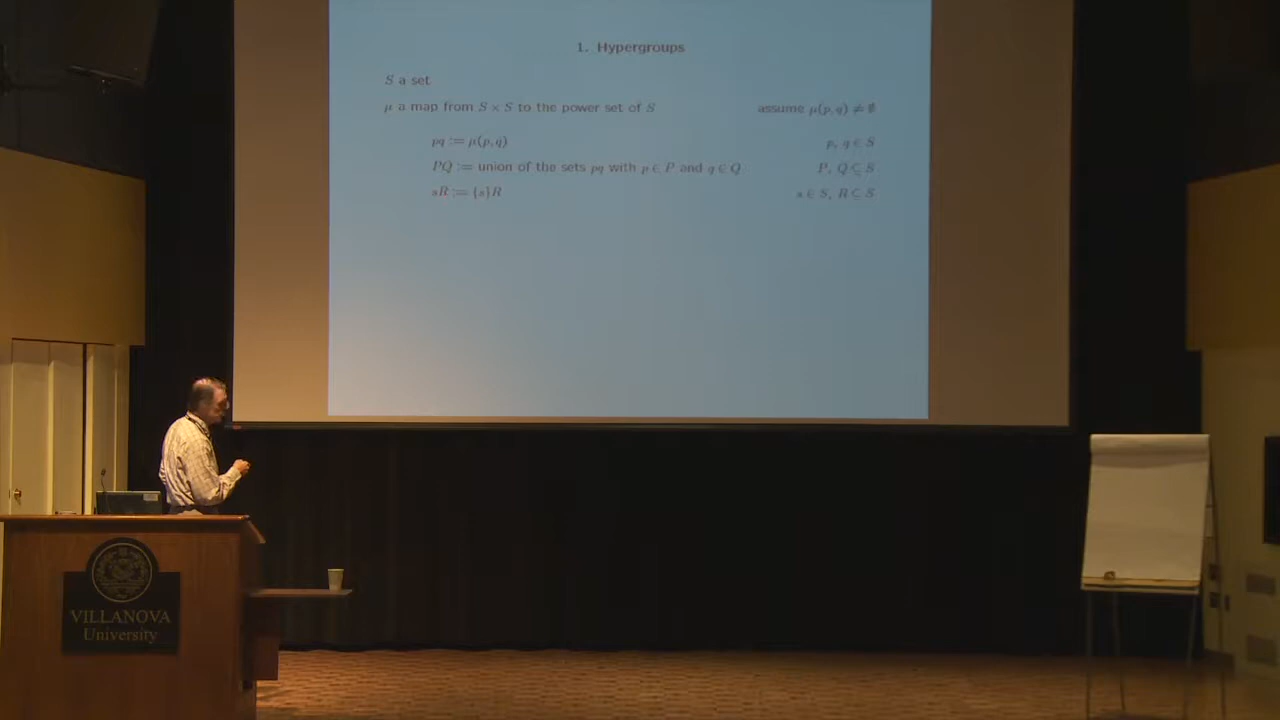 1. Hypergroups
S a set
μ a map from S × S to the power set of S assume μ(p, q) ≠ ∅
pq := μ(p, q) p, q ∈ S
PQ := union of the sets pq with p ∈ P and q ∈ Q P, Q ⊆ S
sR := {s}R s ∈ S, R ⊆ S
VILLANOVA
University